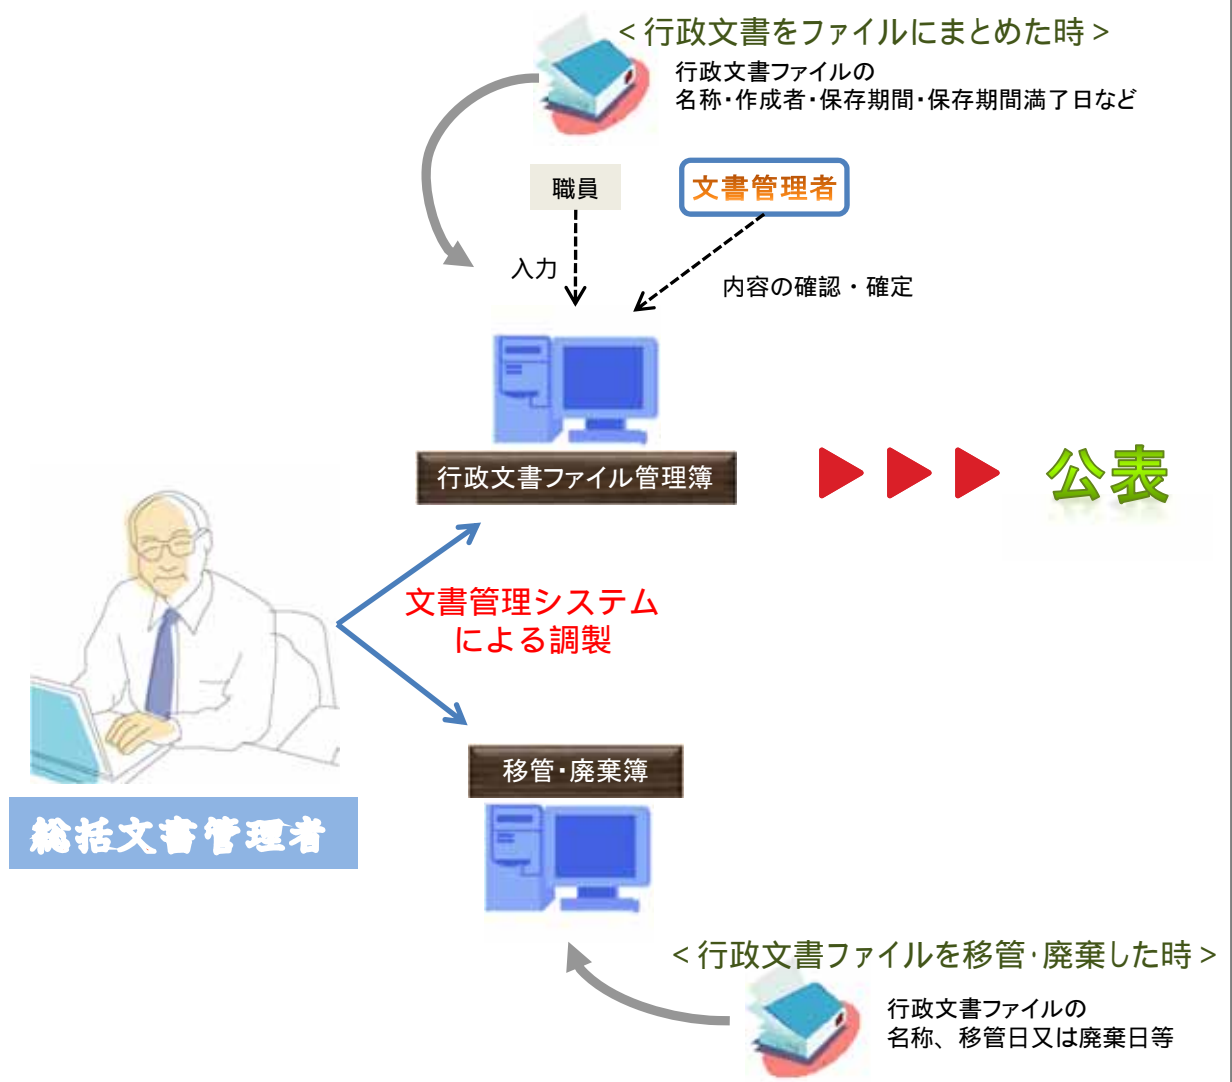 ＜行政文書をファイルにまとめた時＞
行政文書ファイルの
名称・作成者・保存期間・保存期間満了日など
職員
文書管理者
入力
内容の確認・確定
行政文書ファイル管理簿
公表
文書管理システム
による調製
移管・廃棄簿
総括文書管理者
＜行政文書ファイルを移管・廃棄した時＞
行政文書ファイルの
名称、移管日又は廃棄日等